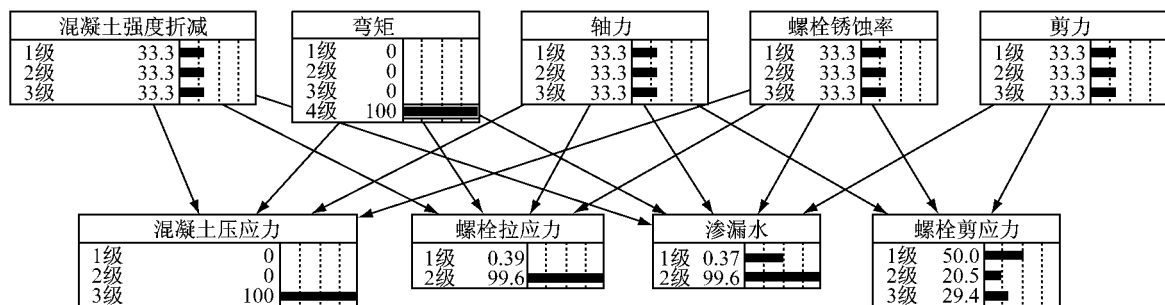 混凝土强度折减
1级 33.3
2级 33.3
3级 33.3
弯矩
1级 0
2级 0
3级 0
4级 100
轴力
1级 33.3
2级 33.3
3级 33.3
螺栓锈蚀率
1级 33.3
2级 33.3
3级 33.3
剪力
1级 33.3
2级 33.3
3级 33.3
混凝土压应力
1级 0
2级 0
3级 100
螺栓拉应力
1级 0.39
2级 99.6
渗漏水
1级 0.37
2级 99.6
螺栓剪应力
1级 50.0
2级 20.5
3级 29.4